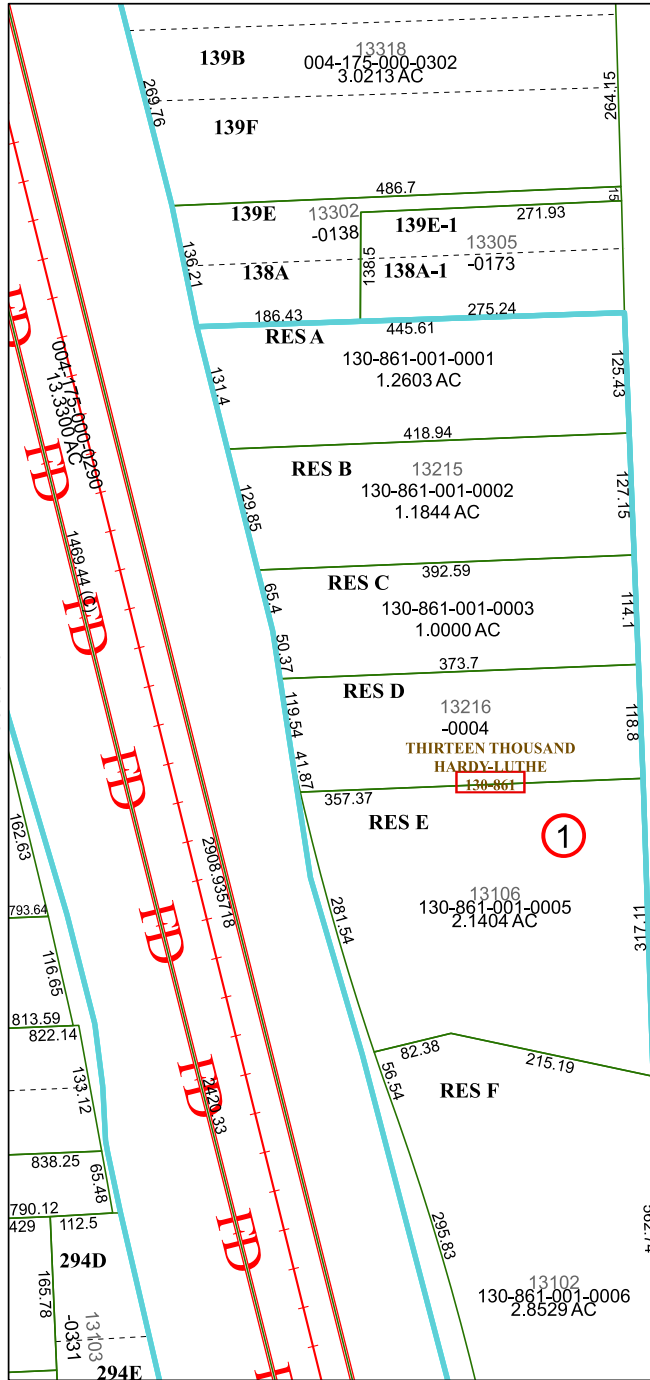 139B
13318
004-175-000-0302
3.0213 AC
269.76
264.15
139F
486.7
15
139E
13302
-0138
139E-1
271.93
13305
-0173
136.21
138A
138.5
138A-1
186.43
275.24
445.61
RES A
130-861-001-0001
1.2603 AC
131.4
125.43
418.94
RES B
13215
130-861-001-0002
1.1844 AC
129.85
127.15
392.59
RES C
130-861-001-0003
1.0000 AC
65.4
114.1
50.37
373.7
RES D
13216
-0004
119.54
118.8
THIRTEEN THOUSAND
HARDY-LUTHE
130-861
41.87
357.37
RES E
1
13106
130-861-001-0005
2.1404 AC
281.54
317.11
82.38
215.19
56.54
RES F
295.83
13102
130-861-001-0006
2.8529 AC
004-175-000-0290
13.3300 AC
1469.44 (C)
2908.935718
2420.33
FD
FD
FD
FD
FD
FD
FD
162.63
793.64
116.65
813.59
822.14
133.12
838.25
65.48
790.12
429
112.5
294D
165.78
13103
-0331
294E